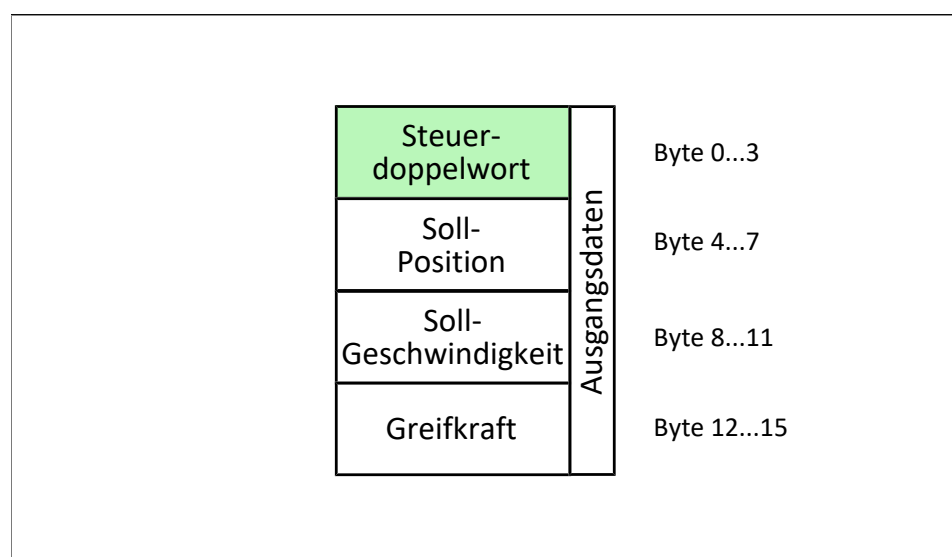 Steuer-
doppelwort
Byte 0...3
Soll-
Position
Byte 4...7
Soll-
Geschwindigkeit
Byte 8...11
Greifkraft
Byte 12...15
Ausgangsdaten